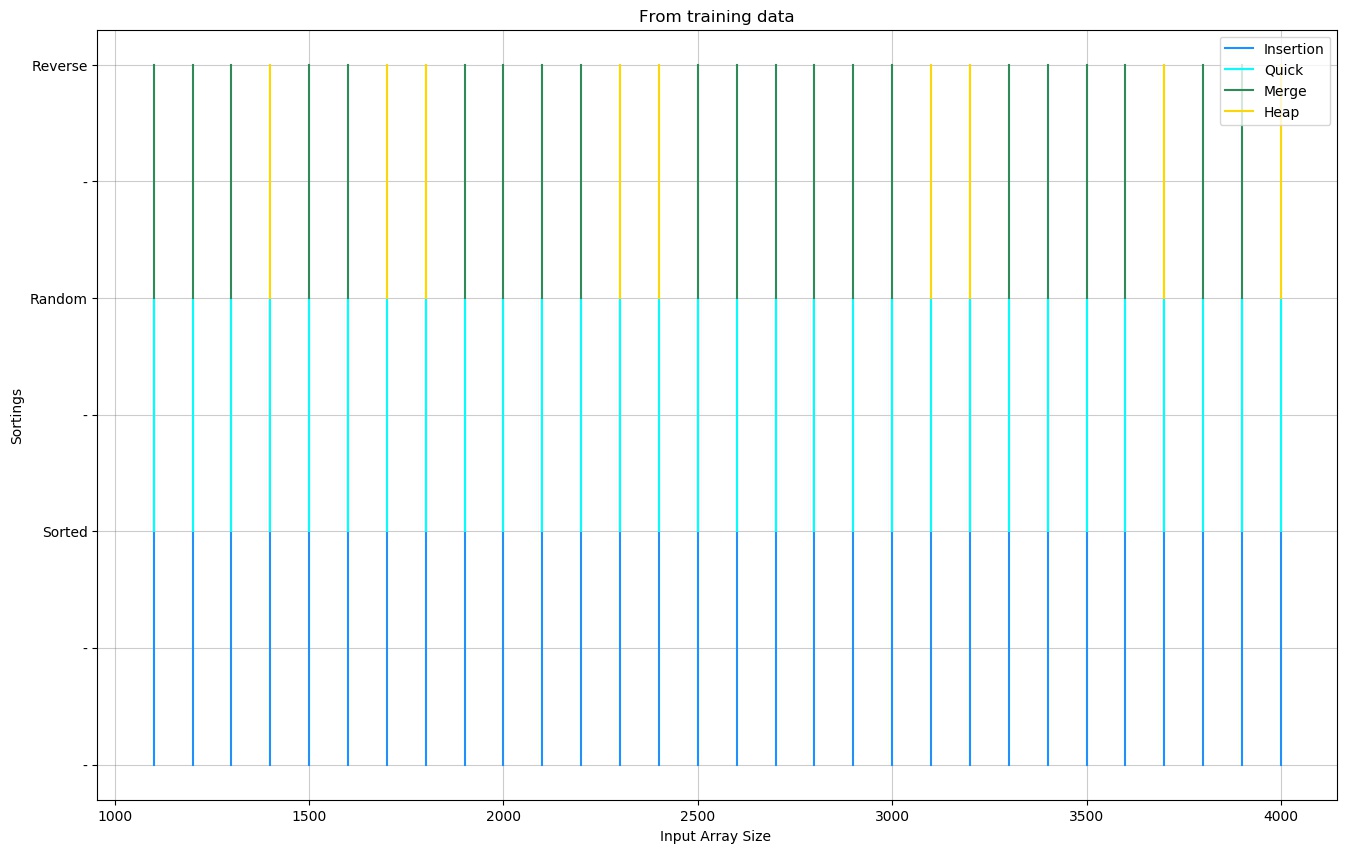 From training data
Insertion
Quick
Merge
Heap
Reverse
-
Random
-
Sorted
-
-
Sortings
1000 1500 2000 2500 3000 3500 4000
Input Array Size